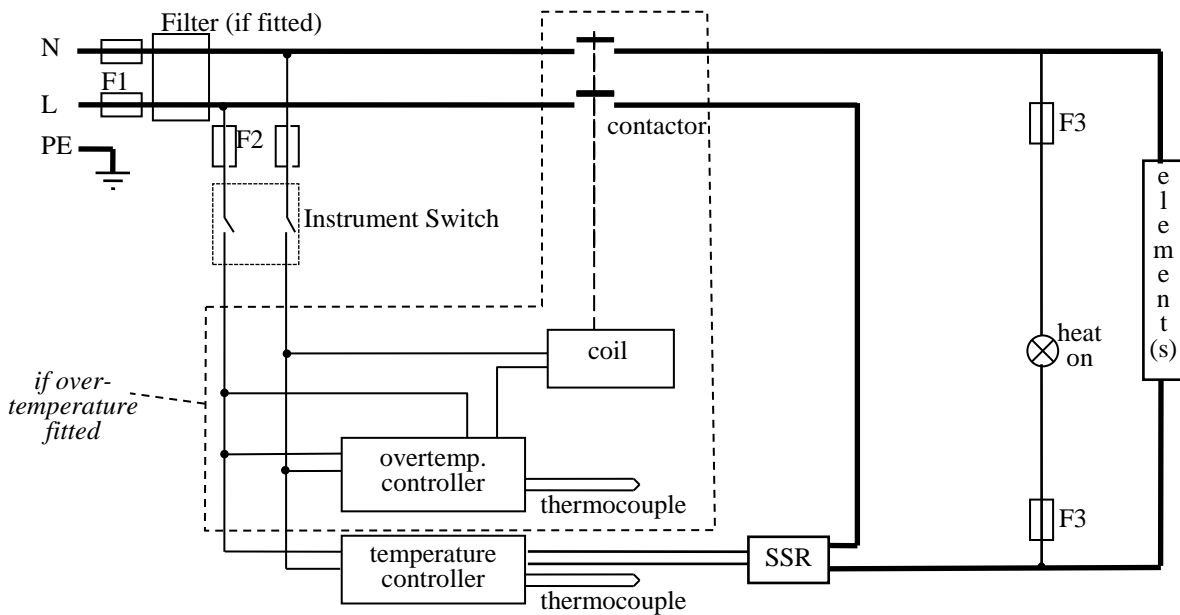 Filter (if fitted)
N
F1
L
contactor
PE
F2
F3
Instrument Switch
element(s)
coil
heat
on
if over-
temperature
fitted
overtemp.
controller
thermocouple
F3
temperature
controller
SSR
thermocouple